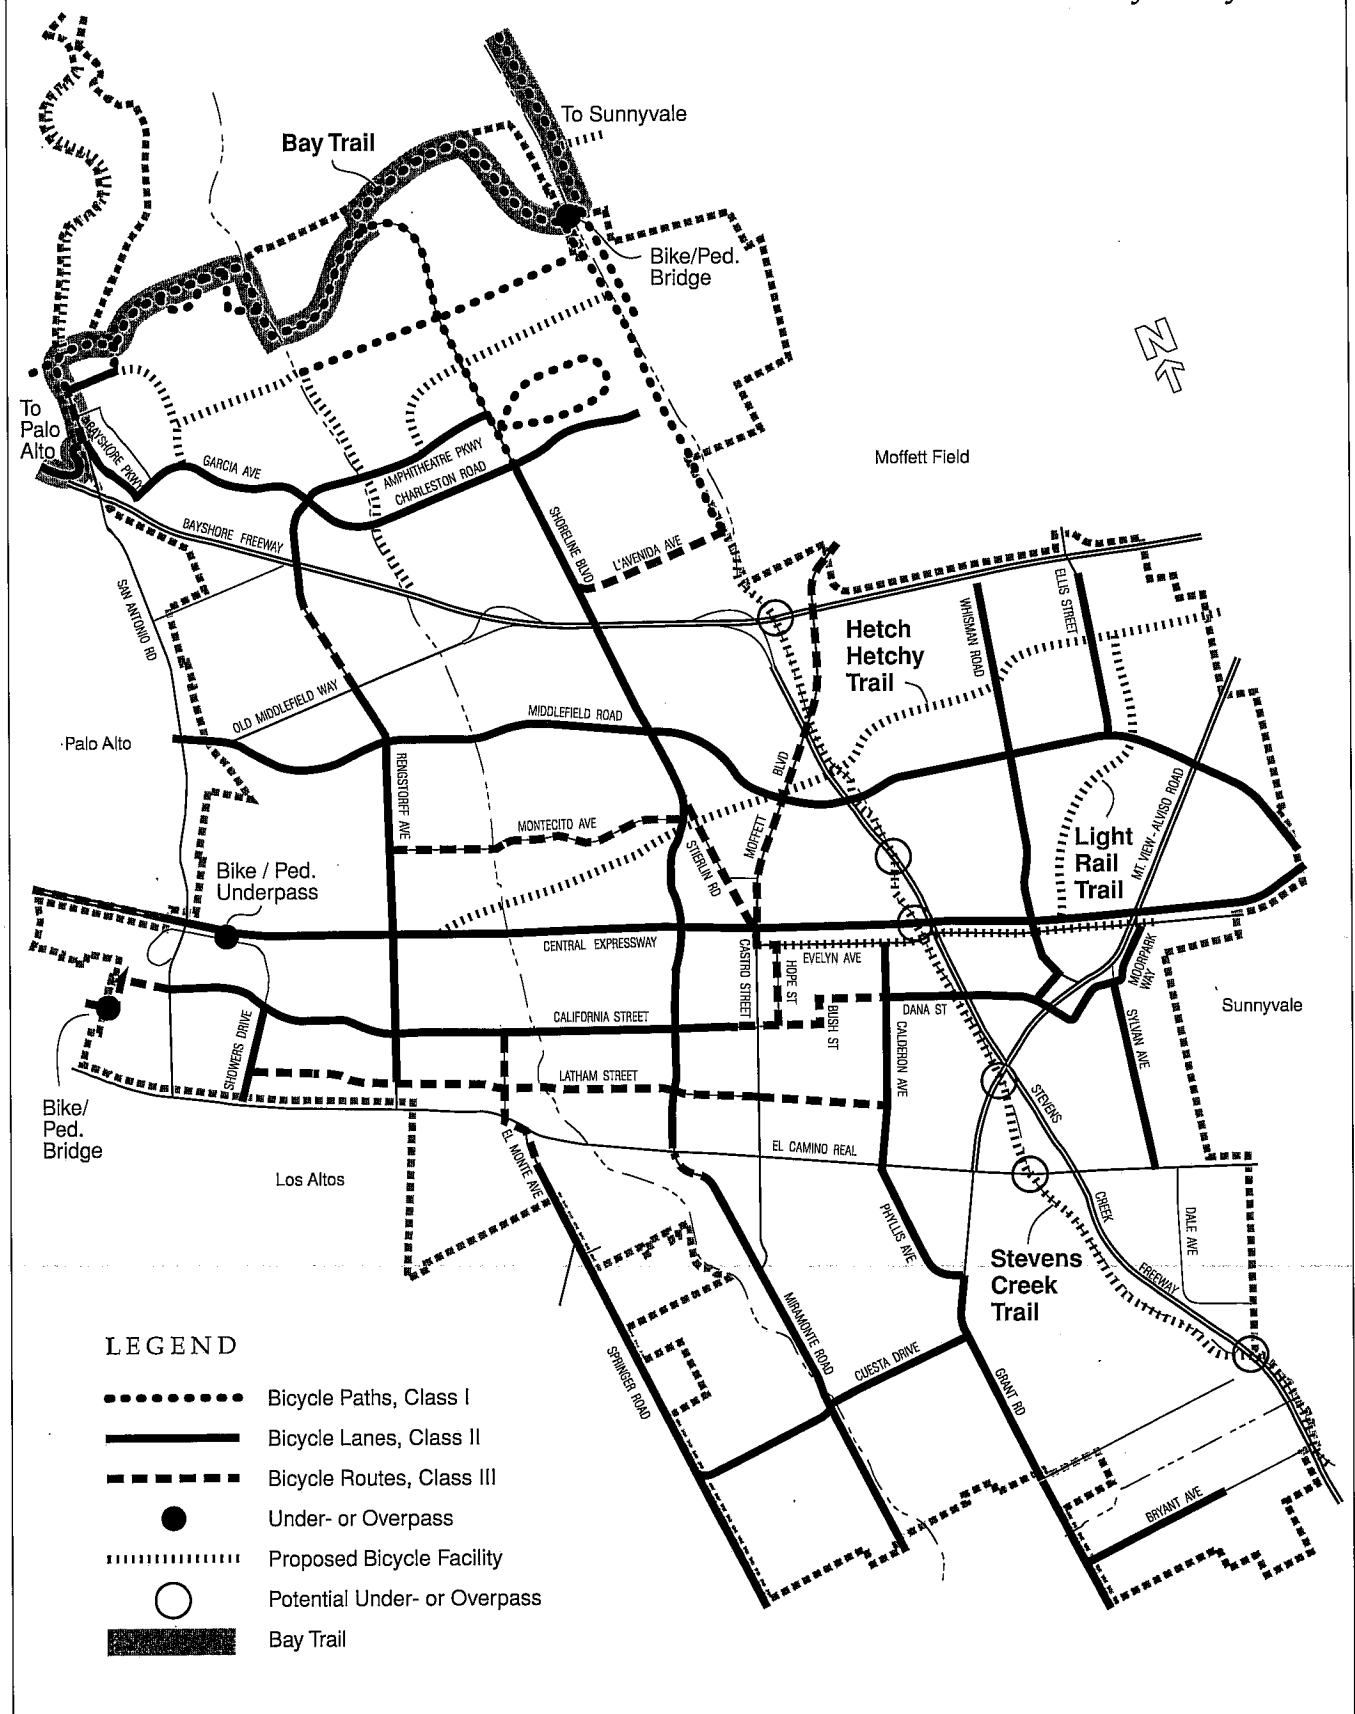 To Sunnyvale
Bay Trail
Bike/Ped.
Bridge
N
To
Palo
Alto
BAYSHORE PKWY
GARCIA AVE
AMPHITHEATRE PKWY
CHARLESTON ROAD
Moffett Field
BAYSHORE FREEWAY
SHORELINE BLVD
L'AVENIDA AVE
SAN ANTONIO RD
WHISMAN ROAD
ELLIS STREET
Hetch
Hetchy
Trail
OLD MIDDLEFIELD WAY
MIDDLEFIELD ROAD
Palo Alto
RENGSTORFF AVE
MOFFETT BLVD
MT. VIEW-ALVISO ROAD
MONTECITO AVE
STIERLIN RD
Light
Rail
Trail
Bike / Ped.
Underpass
CENTRAL EXPRESSWAY
CASTRO STREET
EVELYN AVE
HOPE ST
MOORPARK
WAY
Sunnyvale
CALIFORNIA STREET
BUSH ST
DANA ST
CALDERON AVE
SYLVAN AVE
SHOWERS DRIVE
LATHAM STREET
Bike/
Ped.
Bridge
EL MONTE AVE
EL CAMINO REAL
STEVENS
CREEK
FREEWAY
Los Altos
PHYLLIS AVE
DALE AVE
Stevens
Creek
Trail
MIRAMONTE ROAD
SPRINGER ROAD
CUESTA DRIVE
GRANT RD
BRYANT AVE
LEGEND
Bicycle Paths, Class I
Bicycle Lanes, Class II
Bicycle Routes, Class III
Under- or Overpass
Proposed Bicycle Facility
Potential Under- or Overpass
Bay Trail